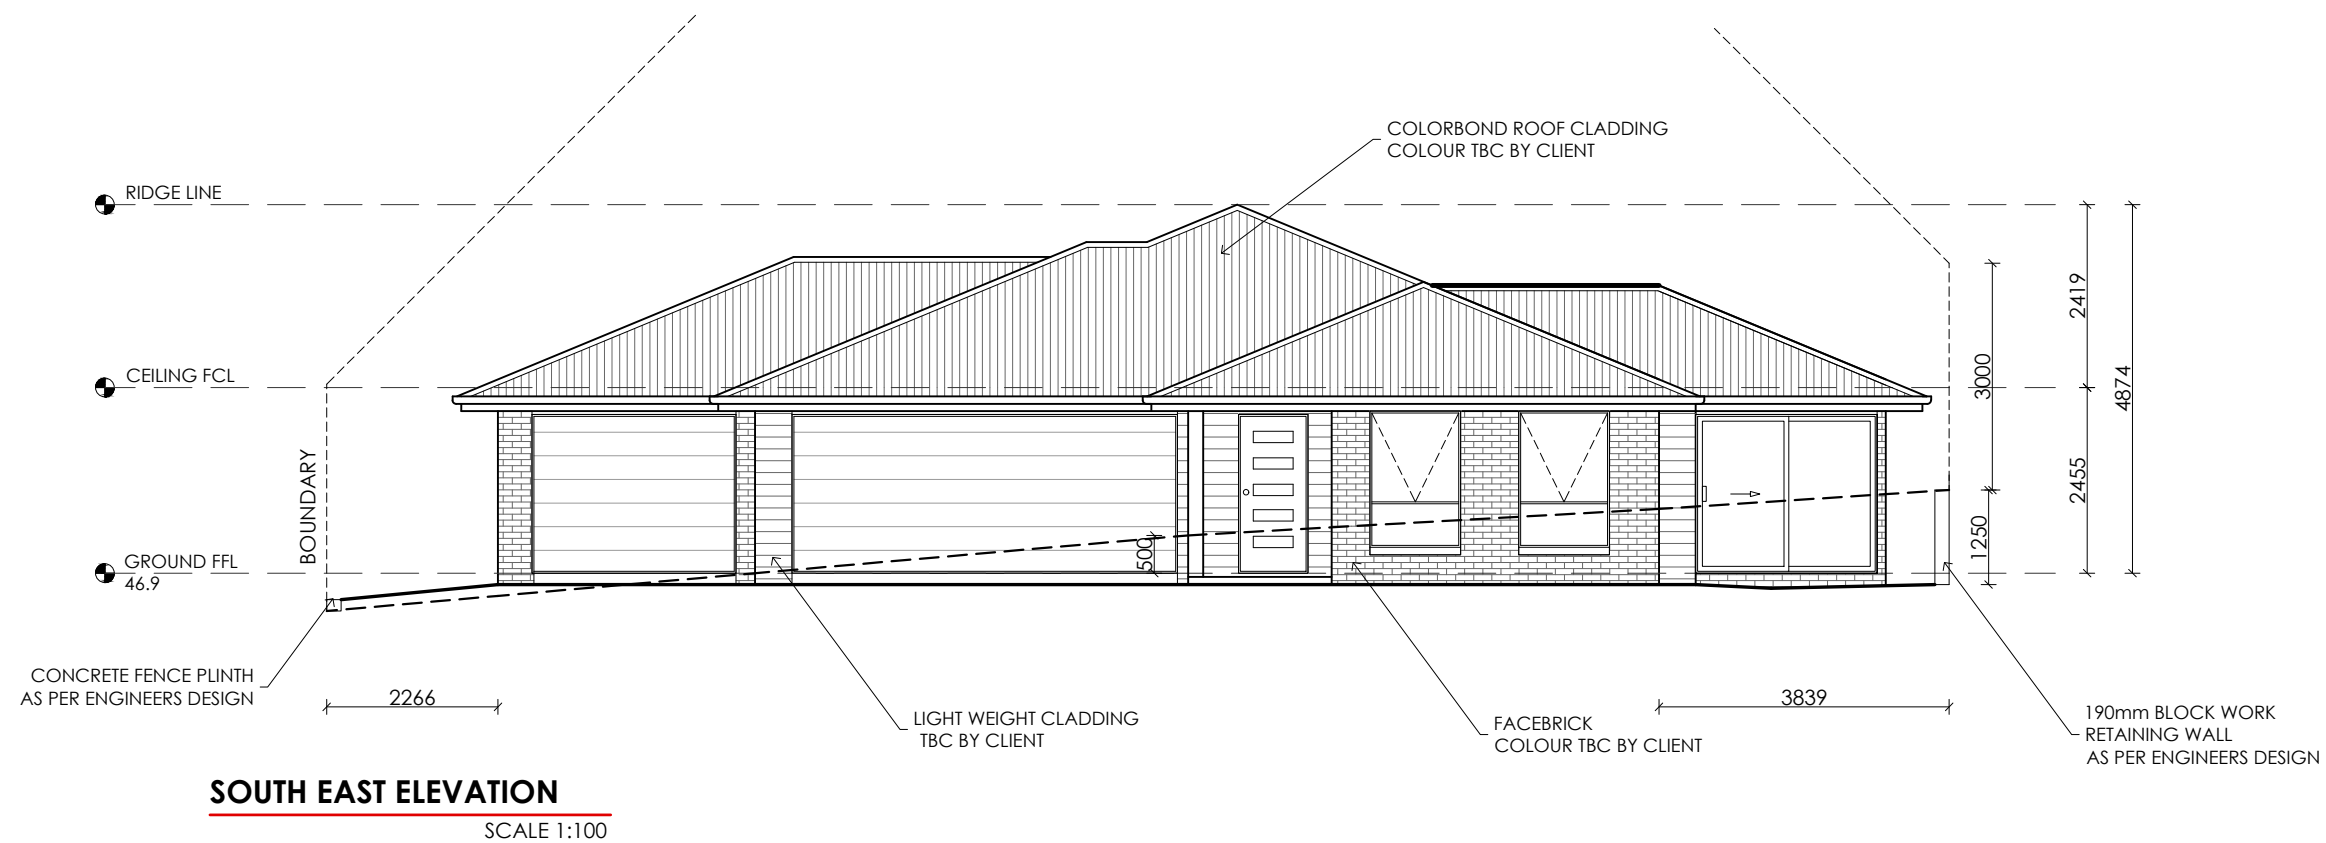 COLORBOND ROOF CLADDING
COLOUR TBC BY CLIENT
RIDGE LINE
CEILING FCL
GROUND FFL
46.9
BOUNDARY
500
3000
1250
2419
2455
4874
CONCRETE FENCE PLINTH
AS PER ENGINEERS DESIGN
2266
LIGHT WEIGHT CLADDING
TBC BY CLIENT
FACEBRICK
COLOUR TBC BY CLIENT
3839
190mm BLOCK WORK
RETAINING WALL
AS PER ENGINEERS DESIGN
SOUTH EAST ELEVATION
SCALE 1:100